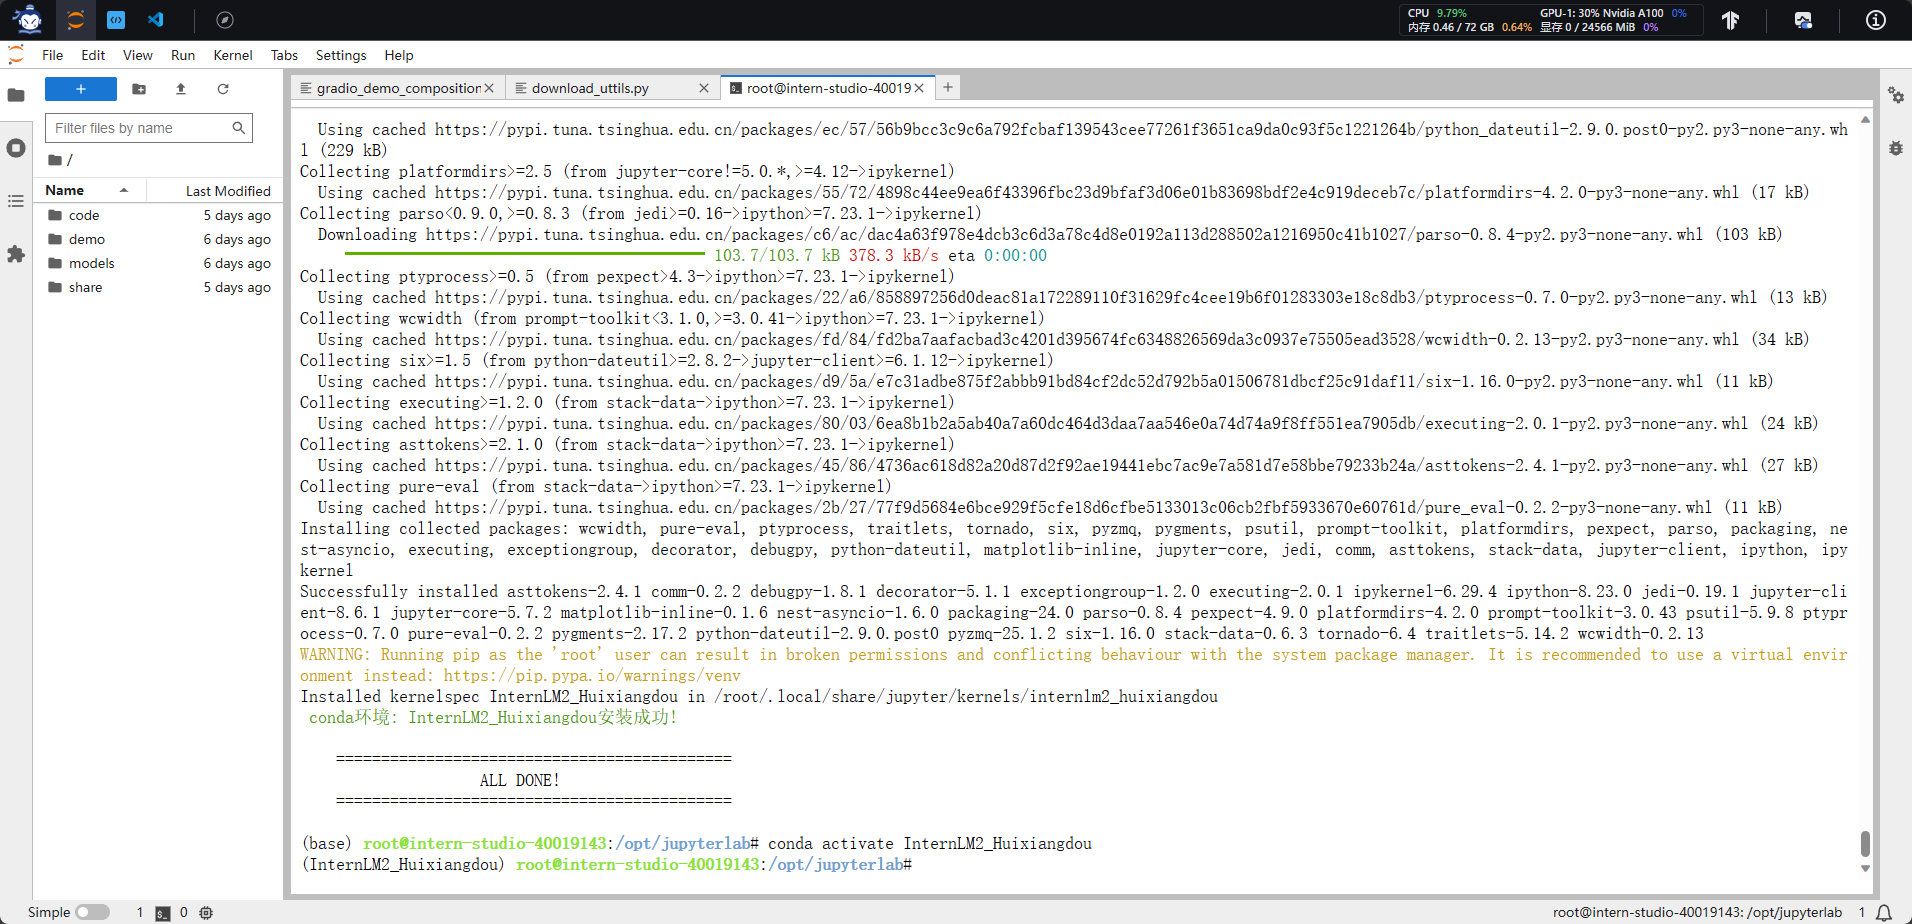 CPU 9.79% GPU-1: 30% Nvidia A100 0%
内存 0.46 / 72 GB 0.64% 显存 0 / 24566 MiB 0%
File Edit View Run Kernel Tabs Settings Help
gradio_demo_composition download_uttils.py root@intern-studio-40019
Filter files by name
/
Name Last Modified
code 5 days ago
demo 6 days ago
models 6 days ago
share 5 days ago
Using cached https://pypi.tuna.tsinghua.edu.cn/packages/ec/57/56b9bcc3c9c6a792fcbaf139543cee77261f3651ca9da0c93f5c1221264b/python_dateutil-2.9.0.post0-py2.py3-none-any.wh
l (229 kB)
Collecting platformdirs>=2.5 (from jupyter-core!=5.0.*,>=4.12->ipykernel)
Using cached https://pypi.tuna.tsinghua.edu.cn/packages/55/72/4898c44ee9ea6f43396fbc23d9bfaf3d06e01b83698bdf2e4c919deceb7c/platformdirs-4.2.0-py3-none-any.whl (17 kB)
Collecting parso<0.9.0,>=0.8.3 (from jedi>=0.16->ipython>=7.23.1->ipykernel)
Downloading https://pypi.tuna.tsinghua.edu.cn/packages/c6/ac/dac4a63f978e4dcb3c6d3a78c4d8e0192a113d288502a1216950c41b1027/parso-0.8.4-py2.py3-none-any.whl (103 kB)
103.7/103.7 kB 378.3 kB/s eta 0:00:00
Collecting ptyprocess>=0.5 (from pexpect>4.3->ipython>=7.23.1->ipykernel)
Using cached https://pypi.tuna.tsinghua.edu.cn/packages/22/a6/858897256d0deac81a172289110f31629fc4cee19b6f01283303e18c8db3/ptyprocess-0.7.0-py2.py3-none-any.whl (13 kB)
Collecting wcwidth (from prompt-toolkit<3.1.0,>=3.0.41->ipython>=7.23.1->ipykernel)
Using cached https://pypi.tuna.tsinghua.edu.cn/packages/fd/84/fd2ba7aafacbad3c4201d395674fc6348826569da3c0937e75505ead3528/wcwidth-0.2.13-py2.py3-none-any.whl (34 kB)
Collecting six>=1.5 (from python-dateutil>=2.8.2->jupyter-client>=6.1.12->ipykernel)
Using cached https://pypi.tuna.tsinghua.edu.cn/packages/d9/5a/e7c31adbe875f2abbb91bd84cf2dc52d792b5a01506781dbcf25c91daf11/six-1.16.0-py2.py3-none-any.whl (11 kB)
Collecting executing>=1.2.0 (from stack-data->ipython>=7.23.1->ipykernel)
Using cached https://pypi.tuna.tsinghua.edu.cn/packages/80/03/6ea8b1b2a5ab40a7a60dc464d3daa7aa546e0a74d74a9f8ff551ea7905db/executing-2.0.1-py2.py3-none-any.whl (24 kB)
Collecting asttokens>=2.1.0 (from stack-data->ipython>=7.23.1->ipykernel)
Using cached https://pypi.tuna.tsinghua.edu.cn/packages/45/86/4736ac618d82a20d87d2f92ae19441ebc7ac9e7a581d7e58bbe79233b24a/asttokens-2.4.1-py2.py3-none-any.whl (27 kB)
Collecting pure-eval (from stack-data->ipython>=7.23.1->ipykernel)
Using cached https://pypi.tuna.tsinghua.edu.cn/packages/2b/27/77f9d5684e6bce929f5cfe18d6cfbe5133013c06cb2fbf5933670e60761d/pure_eval-0.2.2-py3-none-any.whl (11 kB)
Installing collected packages: wcwidth, pure-eval, ptyprocess, traitlets, tornado, six, pyzmq, pygments, psutil, prompt-toolkit, platformdirs, pexpect, parso, packaging, ne
st-asyncio, executing, exceptiongroup, decorator, debugpy, python-dateutil, matplotlib-inline, jupyter-core, jedi, comm, asttokens, stack-data, jupyter-client, ipython, ipy
kernel
Successfully installed asttokens-2.4.1 comm-0.2.2 debugpy-1.8.1 decorator-5.1.1 exceptiongroup-1.2.0 executing-2.0.1 ipykernel-6.29.4 ipython-8.23.0 jedi-0.19.1 jupyter-cli
ent-8.6.1 jupyter-core-5.7.2 matplotlib-inline-0.1.6 nest-asyncio-1.6.0 packaging-24.0 parso-0.8.4 pexpect-4.9.0 platformdirs-4.2.0 prompt-toolkit-3.0.43 psutil-5.9.8 ptypr
ocess-0.7.0 pure-eval-0.2.2 pygments-2.17.2 python-dateutil-2.9.0.post0 pyzmq-25.1.2 six-1.16.0 stack-data-0.6.3 tornado-6.4 traitlets-5.14.2 wcwidth-0.2.13
WARNING: Running pip as the 'root' user can result in broken permissions and conflicting behaviour with the system package manager. It is recommended to use a virtual envir
onment instead: https://pip.pypa.io/warnings/venv
Installed kernelspec InternLM2_Huixiangdou in /root/.local/share/jupyter/kernels/internlm2_huixiangdou
conda环境: InternLM2_Huixiangdou安装成功!
============================================
ALL DONE!
============================================
(base) root@intern-studio-40019143:/opt/jupyterlab# conda activate InternLM2_Huixiangdou
(InternLM2_Huixiangdou) root@intern-studio-40019143:/opt/jupyterlab#
Simple 1 0 root@intern-studio-40019143: /opt/jupyterlab 1